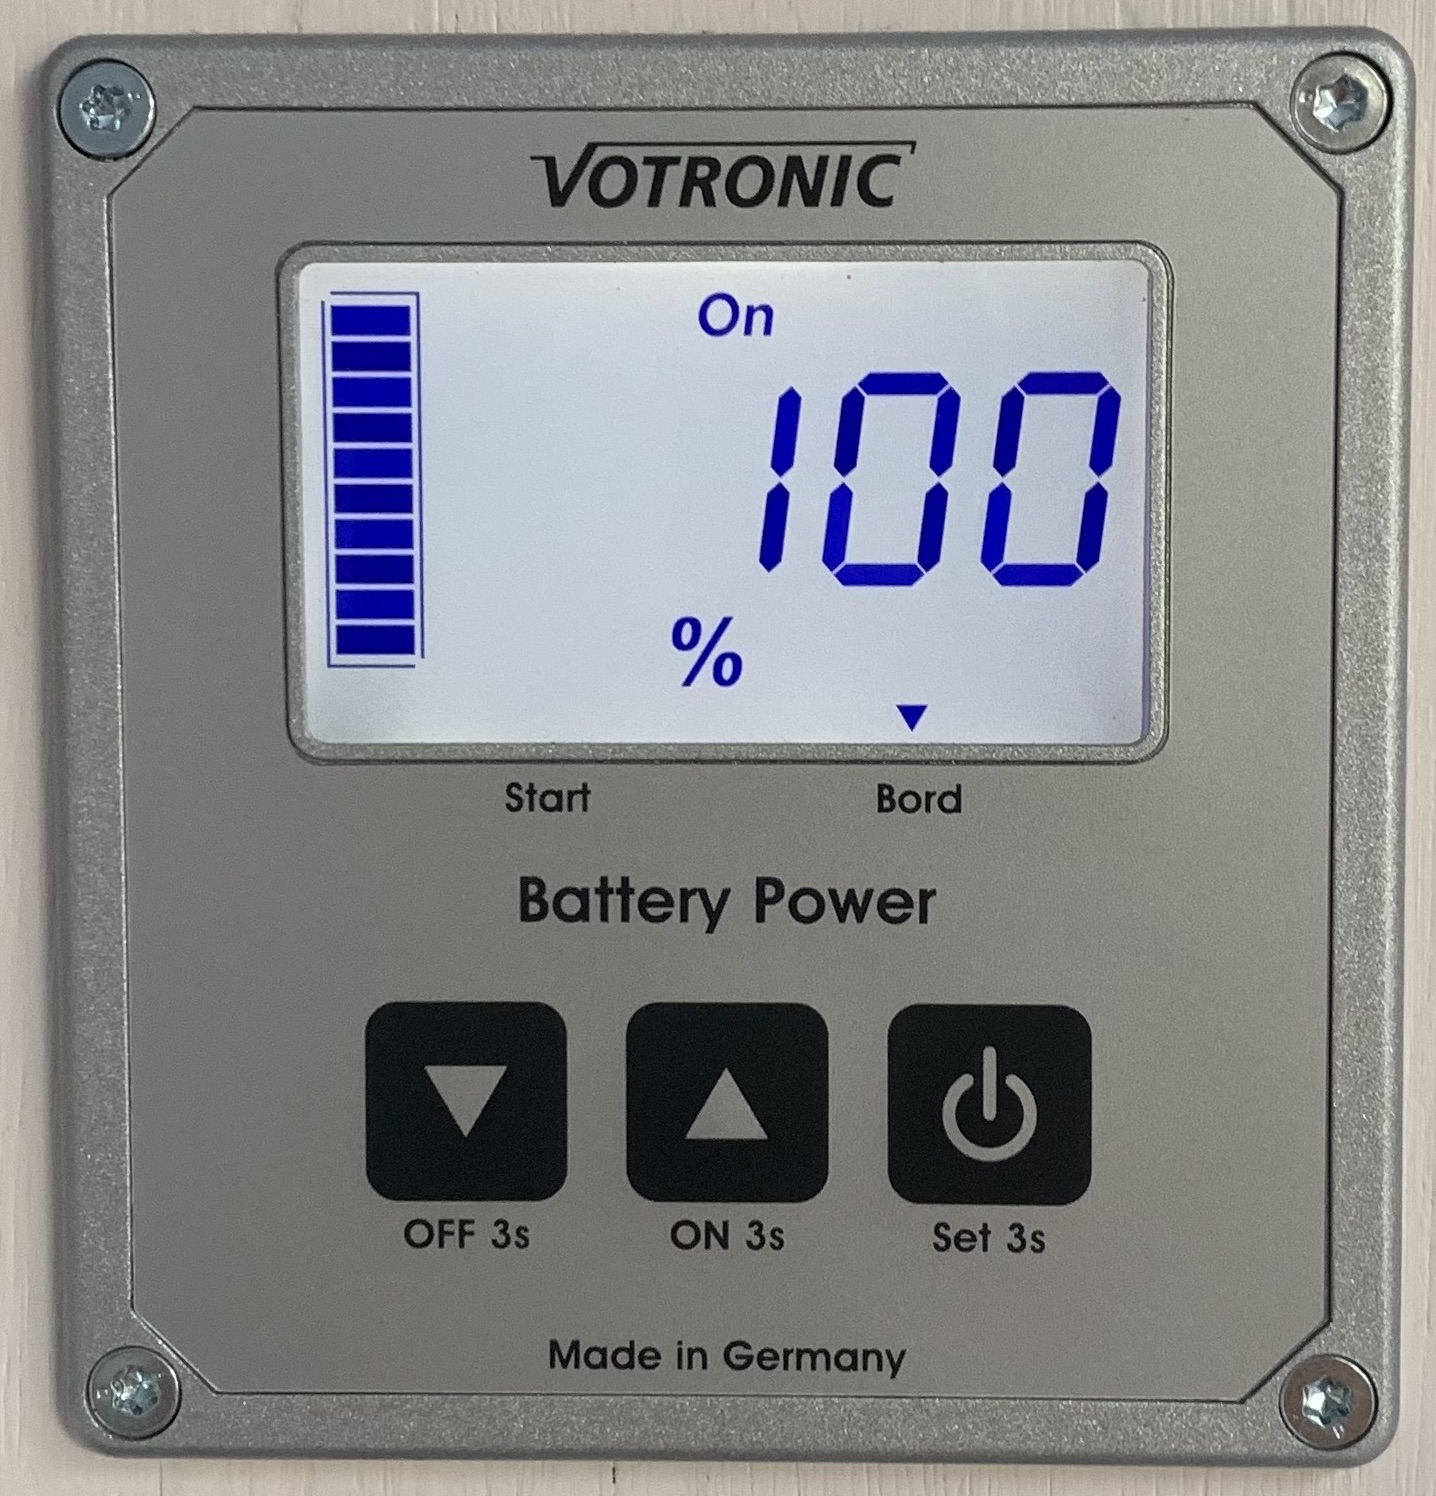 VOTRONIC
On
100
%
Start Bord
Battery Power
OFF 3s ON 3s Set 3s
Made in Germany